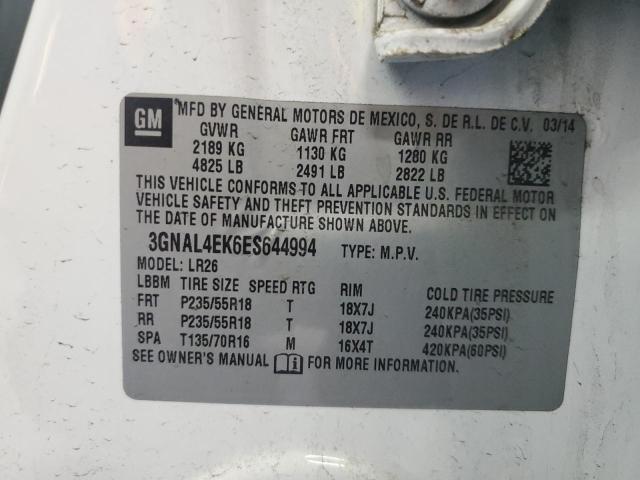 GM
MFD BY GENERAL MOTORS DE MEXICO, S. DE R.L. DE C.V. 03/14
GVWR GAWR FRT GAWR RR
2189 KG 1130 KG 1280 KG
4825 LB 2491 LB 2822 LB
THIS VEHICLE CONFORMS TO ALL APPLICABLE U.S. FEDERAL MOTOR
VEHICLE SAFETY AND THEFT PREVENTION STANDARDS IN EFFECT ON
THE DATE OF MANUFACTURE SHOWN ABOVE.
3GNAL4EK6ES644994 TYPE: M.P.V.
MODEL: LR26
LBBM TIRE SIZE SPEED RTG RIM COLD TIRE PRESSURE
FRT P235/55R18 T 18X7J 240KPA(35PSI)
RR P235/55R18 T 18X7J 240KPA(35PSI)
SPA T135/70R16 M 16X4T 420KPA(60PSI)
SEE OWNER'S MANUAL FOR MORE INFORMATION.